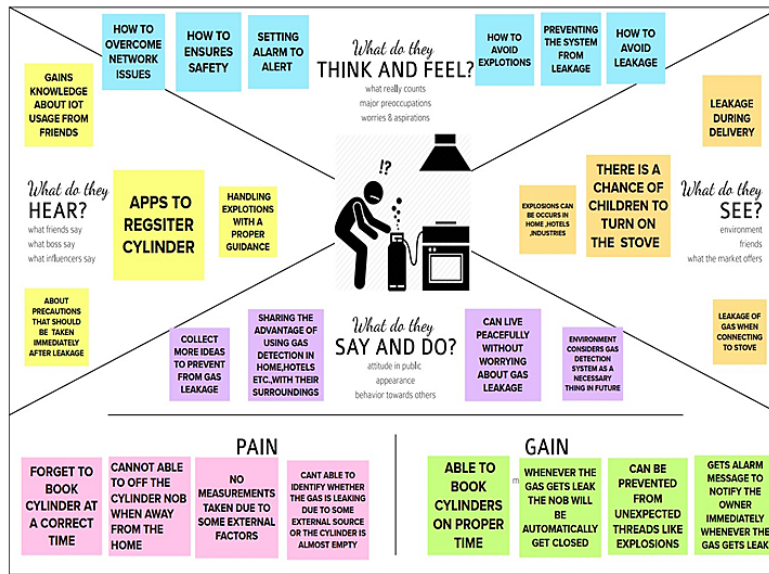 HOW TO
OVERCOME
NETWORK
ISSUES
HOW TO
ENSURES
SAFETY
SETTING
ALARM TO
ALERT
What do they
THINK AND FEEL?
what really counts
major preoccupations
worries & aspirations
HOW TO
AVOID
EXPLOTIONS
PREVENTING
THE SYSTEM
FROM
LEAKAGE
HOW TO
AVOID
LEAKAGE
GAINS
KNOWLEDGE
ABOUT IOT
USAGE FROM
FRIENDS
What do they
HEAR?
what friends say
what boss say
what influencers say
APPS TO
REGSITER
CYLINDER
HANDLING
EXPLOTIONS
WITH A
PROPER
GUIDANCE
ABOUT
PRECAUTIONS
THAT SHOULD
BE TAKEN
IMMEDIATELY
AFTER LEAKAGE
!?
LEAKAGE
DURING
DELIVERY
EXPLOSIONS CAN
BE OCCURS IN
HOME ,HOTELS
,INDUSTRIES
THERE IS A
CHANCE OF
CHILDREN TO
TURN ON
THE STOVE
What do they
SEE?
environment
friends
what the market offers
LEAKAGE OF
GAS WHEN
CONNECTING
TO STOVE
COLLECT
MORE IDEAS
TO PREVENT
FROM GAS
LEAKAGE
SHARING THE
ADVANTAGE OF
USING GAS
DETECTION IN
HOME,HOTELS
ETC.,WITH THEIR
SURROUNDINGS
What do they
SAY AND DO?
attitude in public
appearance
behavior towards others
CAN LIVE
PEACEFULLY
WITHOUT
WORRYING
ABOUT GAS
LEAKAGE
ENVIRONMENT
CONSIDERS GAS
DETECTION
SYSTEM AS A
NECESSARY
THING IN FUTURE
PAIN
FORGET TO
BOOK
CYLINDER AT
A CORRECT
TIME
CANNOT ABLE
TO OFF THE
CYLINDER NOB
WHEN AWAY
FROM THE
HOME
NO
MEASUREMENTS
TAKEN DUE TO
SOME EXTERNAL
FACTORS
CANT ABLE TO
IDENTIFY WHETHER
THE GAS IS LEAKING
DUE TO SOME
EXTERNAL SOURCE
OR THE CYLINDER IS
ALMOST EMPTY
GAIN
ABLE TO
BOOK
CYLINDERS
ON PROPER
TIME
WHENEVER THE
GAS GETS LEAK
THE NOB WILL
BE
AUTOMATICALLY
GET CLOSED
CAN BE
PREVENTED
FROM
UNEXPECTED
THREADS LIKE
EXPLOSIONS
GETS ALARM
MESSAGE TO
NOTIFY THE
OWNER
IMMEDIATELY
WHENEVER THE
GAS GETS LEAK